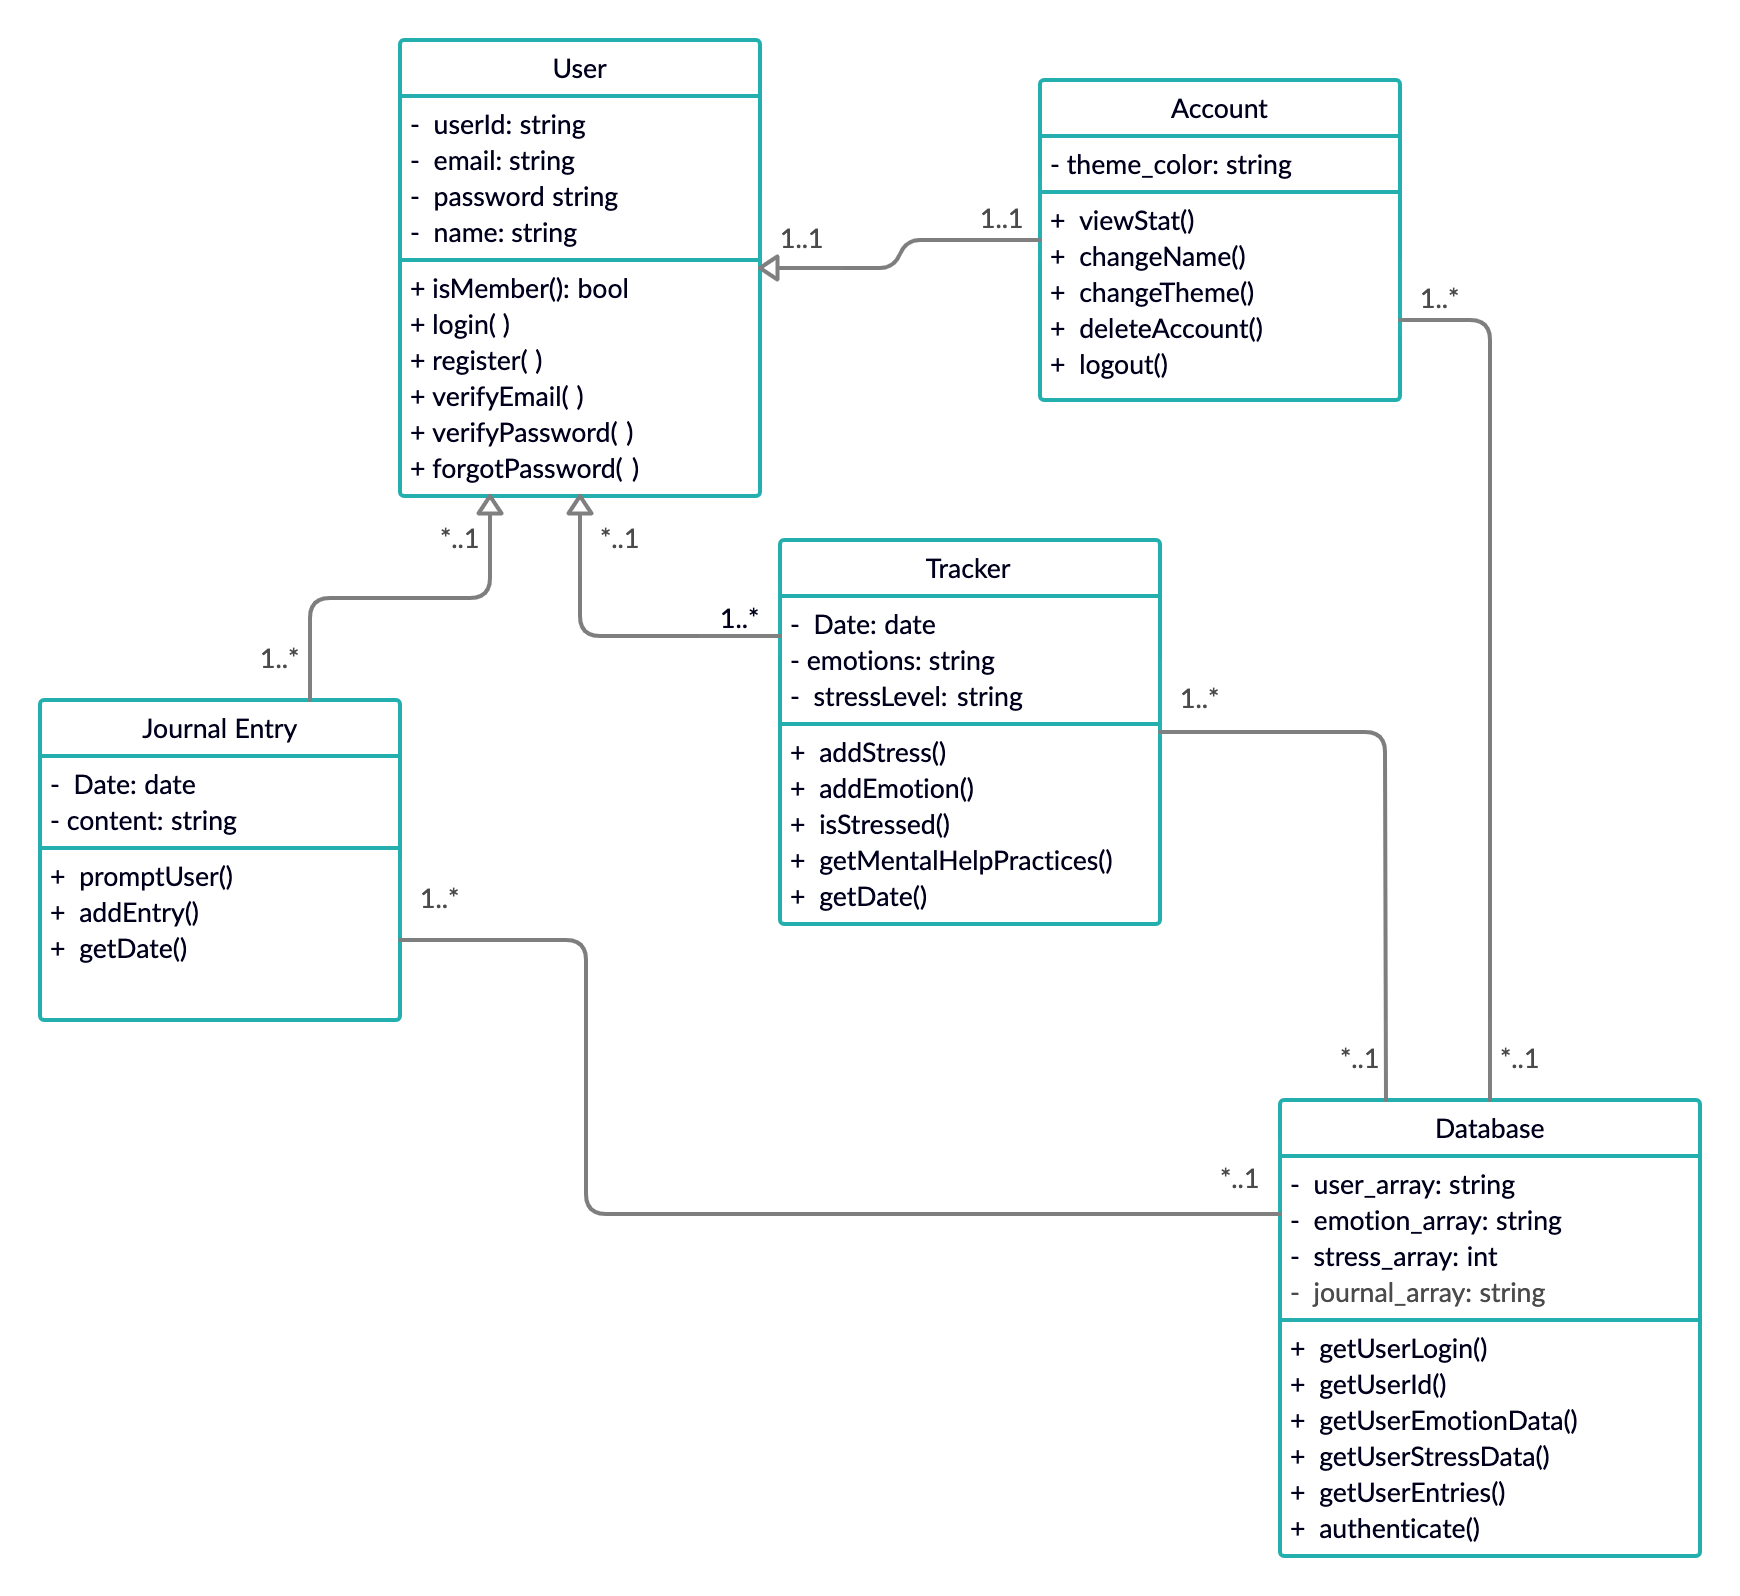 User
- userId: string
- email: string
- password string
- name: string
+ isMember(): bool
+ login( )
+ register( )
+ verifyEmail( )
+ verifyPassword( )
+ forgotPassword( )
Account
- theme_color: string
+ viewStat()
+ changeName()
+ changeTheme()
+ deleteAccount()
+ logout()
1..1
1..1
1..*
*..1
*..1
1..*
1..*
Tracker
- Date: date
- emotions: string
- stressLevel: string
+ addStress()
+ addEmotion()
+ isStressed()
+ getMentalHelpPractices()
+ getDate()
1..*
Journal Entry
- Date: date
- content: string
+ promptUser()
+ addEntry()
+ getDate()
1..*
*..1
*..1
*..1
Database
- user_array: string
- emotion_array: string
- stress_array: int
- journal_array: string
+ getUserLogin()
+ getUserId()
+ getUserEmotionData()
+ getUserStressData()
+ getUserEntries()
+ authenticate()